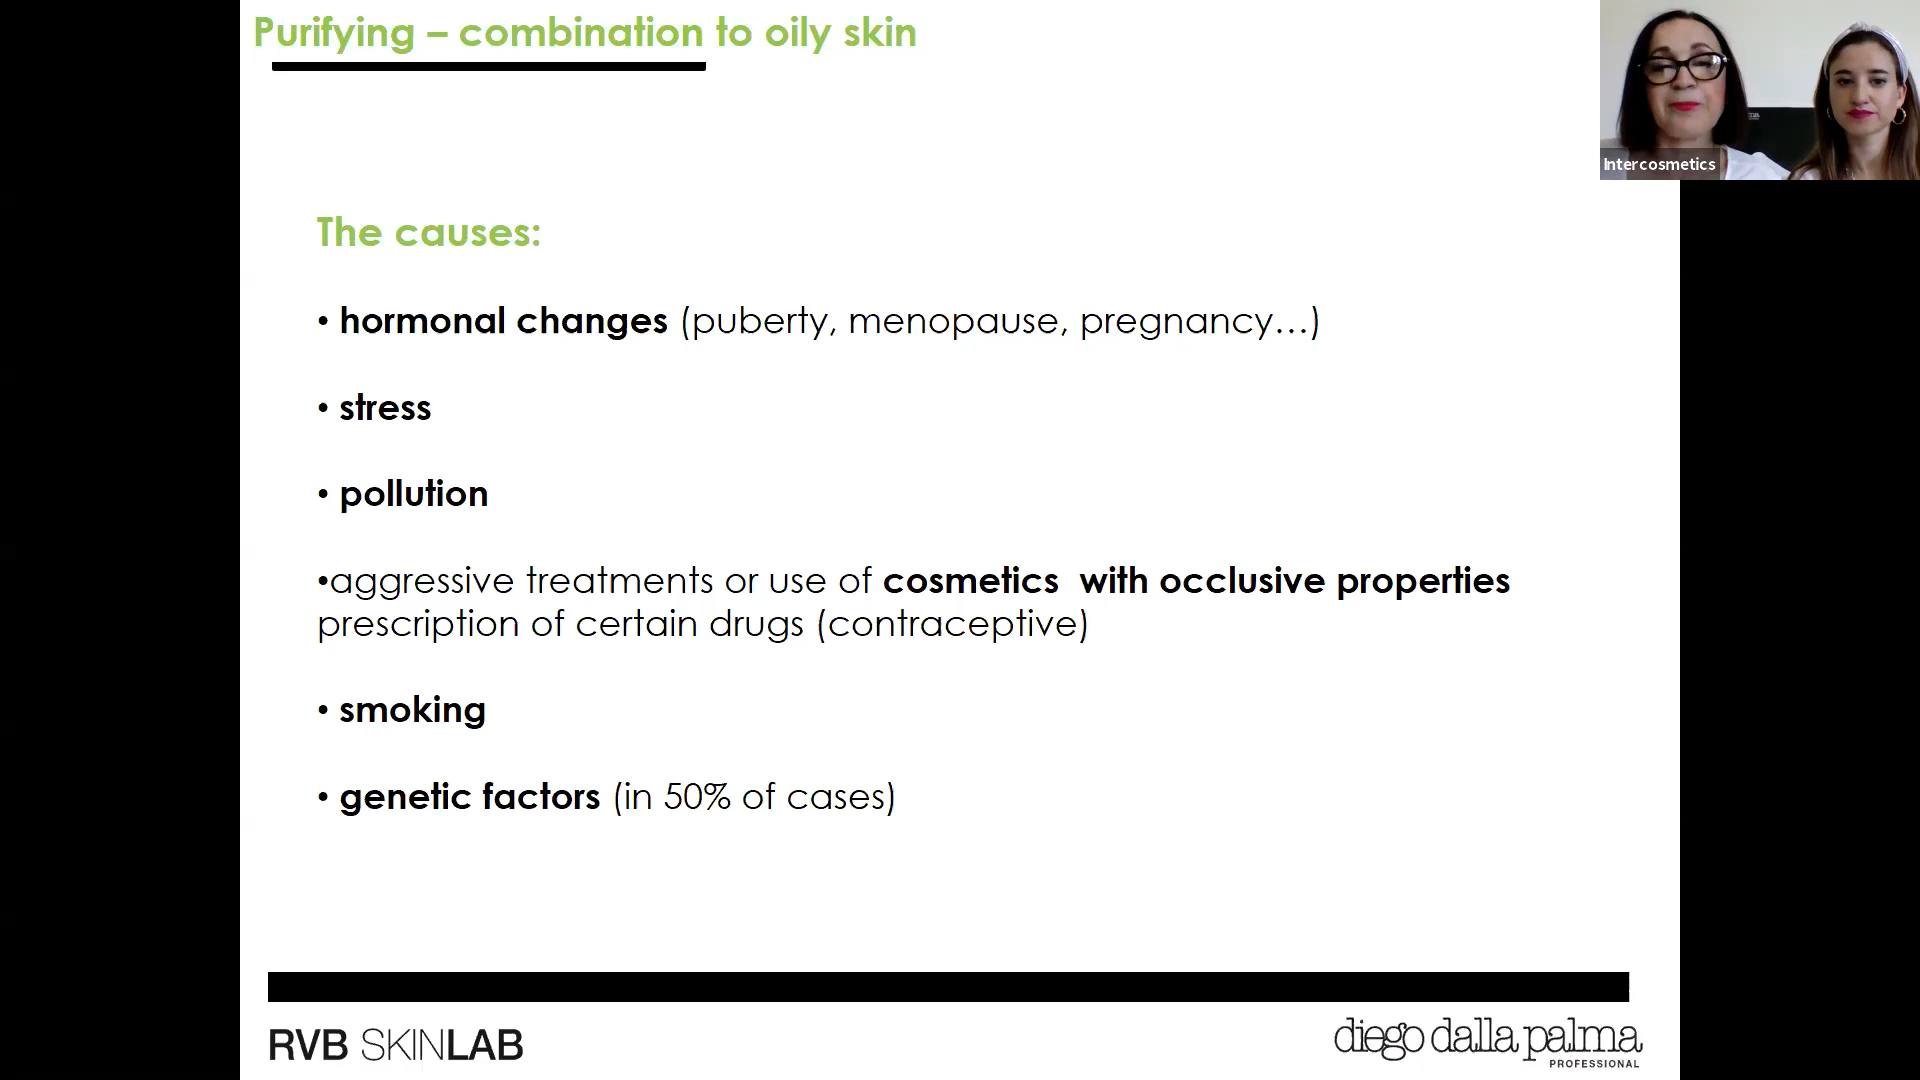 Purifying – combination to oily skin
Intercosmetics
The causes:
• hormonal changes (puberty, menopause, pregnancy…)
• stress
• pollution
•aggressive treatments or use of cosmetics  with occlusive properties
prescription of certain drugs (contraceptive)
• smoking
• genetic factors (in 50% of cases)
RVB SKINLAB
diego dalla palma
PROFESSIONAL